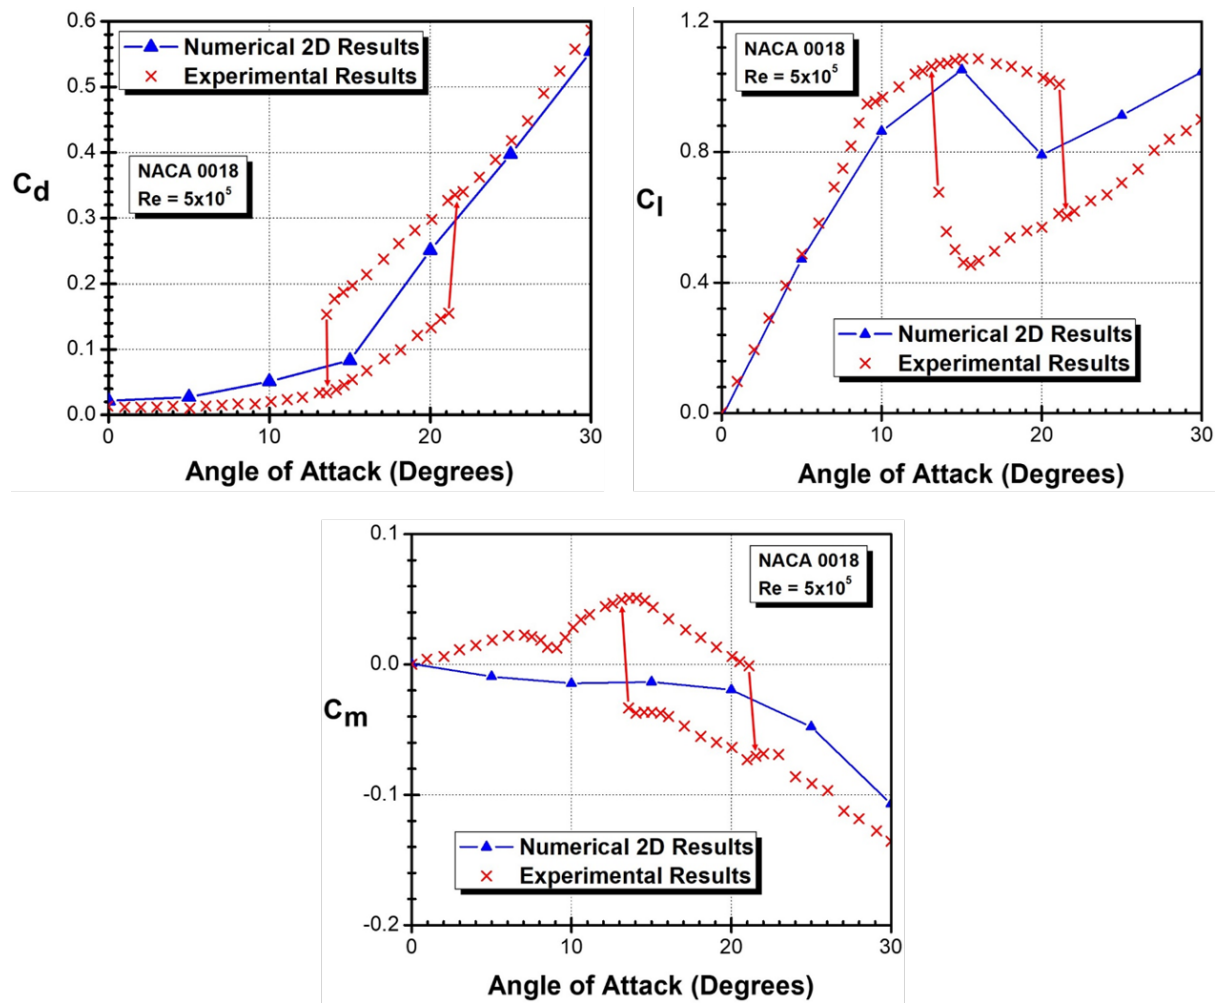 0.6
0.5
0.4
0.3
0.2
0.1
0.0
C_d
Numerical 2D Results
Experimental Results
NACA 0018
Re = 5x10^5
0 10 20 30
Angle of Attack (Degrees)
1.2
0.8
0.4
0.0
C_l
NACA 0018
Re = 5x10^5
Numerical 2D Results
Experimental Results
0 10 20 30
Angle of Attack (Degrees)
0.1
0.0
-0.1
-0.2
C_m
NACA 0018
Re = 5x10^5
Numerical 2D Results
Experimental Results
0 10 20 30
Angle of Attack (Degrees)